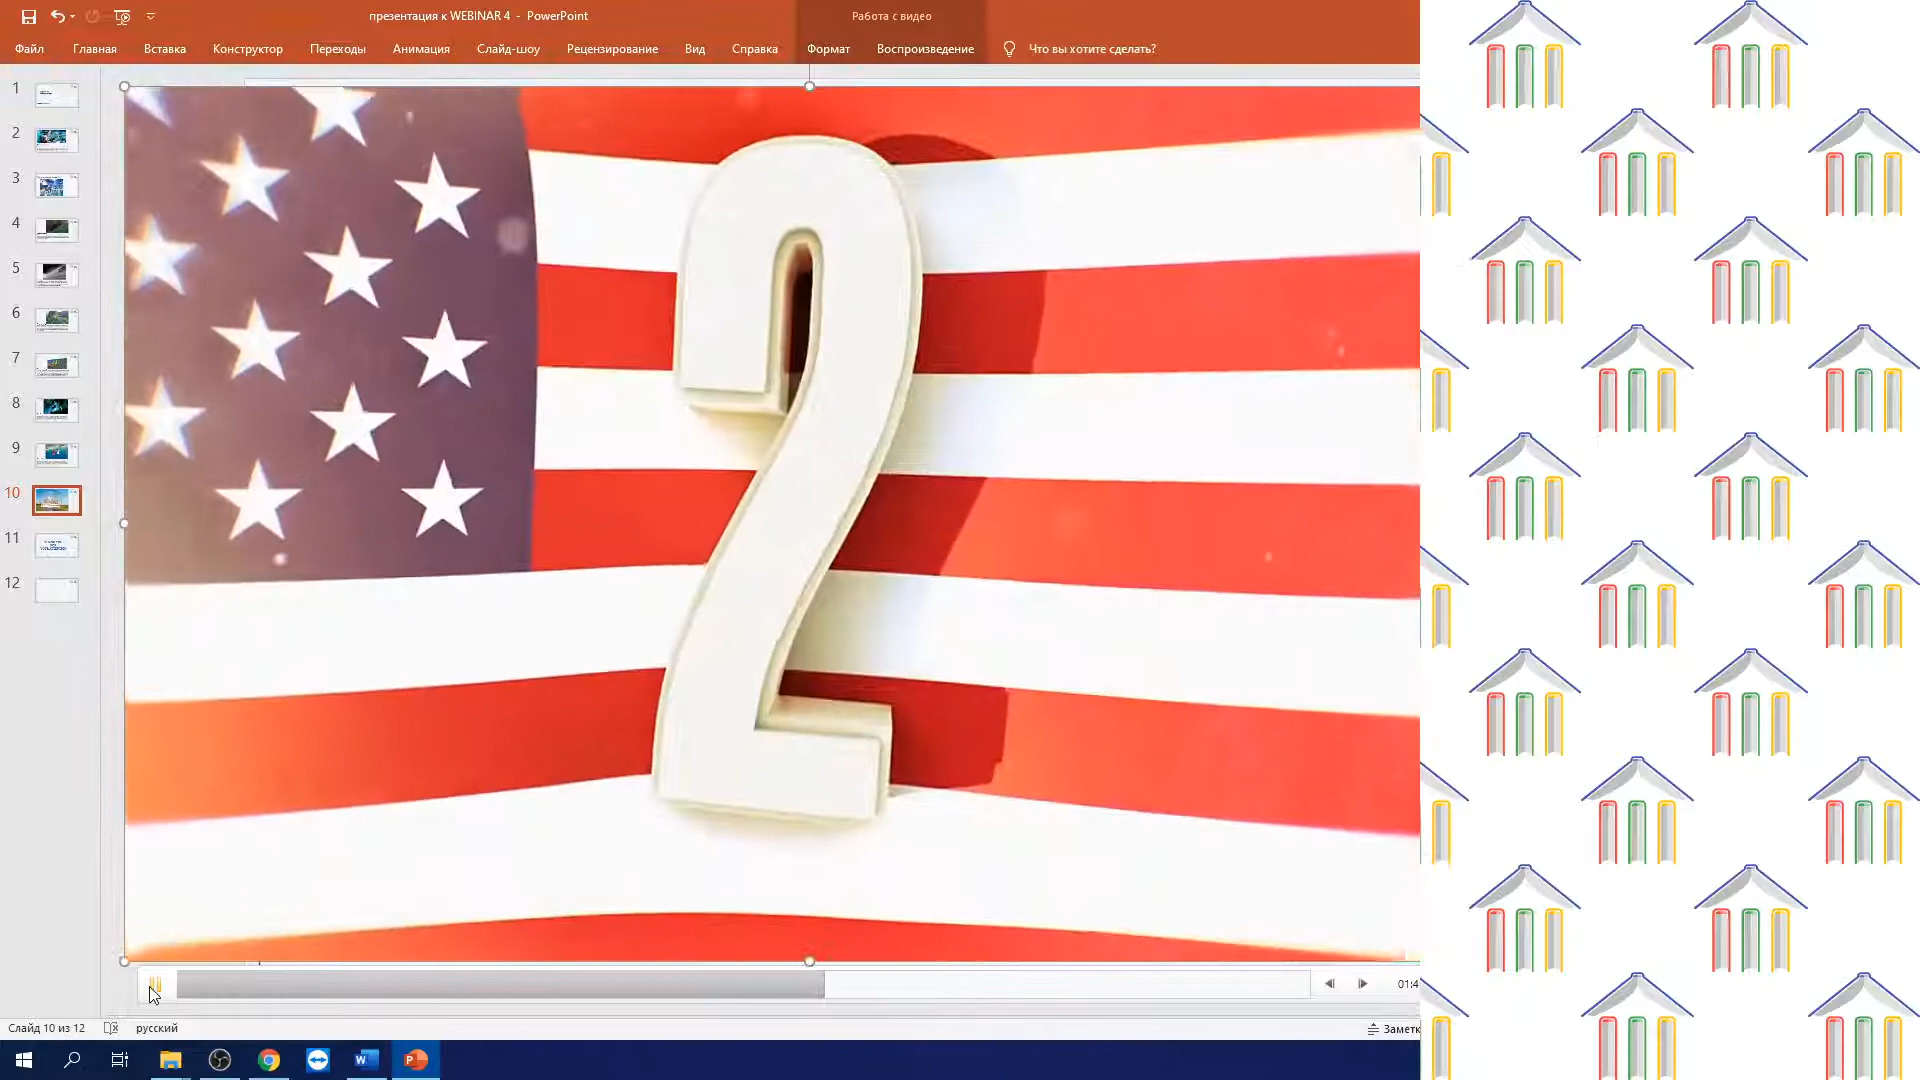 презентация к WEBINAR 4 - PowerPoint
Работа с видео
Файл
Главная
Вставка
Конструктор
Переходы
Анимация
Слайд-шоу
Рецензирование
Вид
Справка
Формат
Воспроизведение
Что вы хотите сделать?
1
2
3
4
5
6
7
8
9
10
11
12
2
01:4
Слайд 10 из 12
русский
Заметк